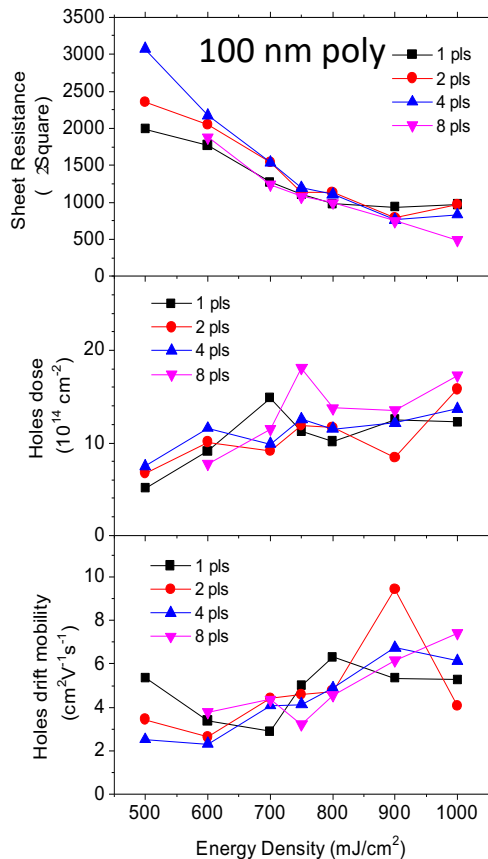 100 nm poly
3500
3000
2500
2000
1500
1000
500
0
Sheet Resistance
( 2Square)
1 pls
2 pls
4 pls
8 pls
20
10
0
Holes dose
(10¹⁴ cm⁻²)
1 pls
2 pls
4 pls
8 pls
10
8
6
4
2
0
Holes drift mobility
(cm²V⁻¹s⁻¹)
1 pls
2 pls
4 pls
8 pls
500 600 700 800 900 1000
Energy Density (mJ/cm²)